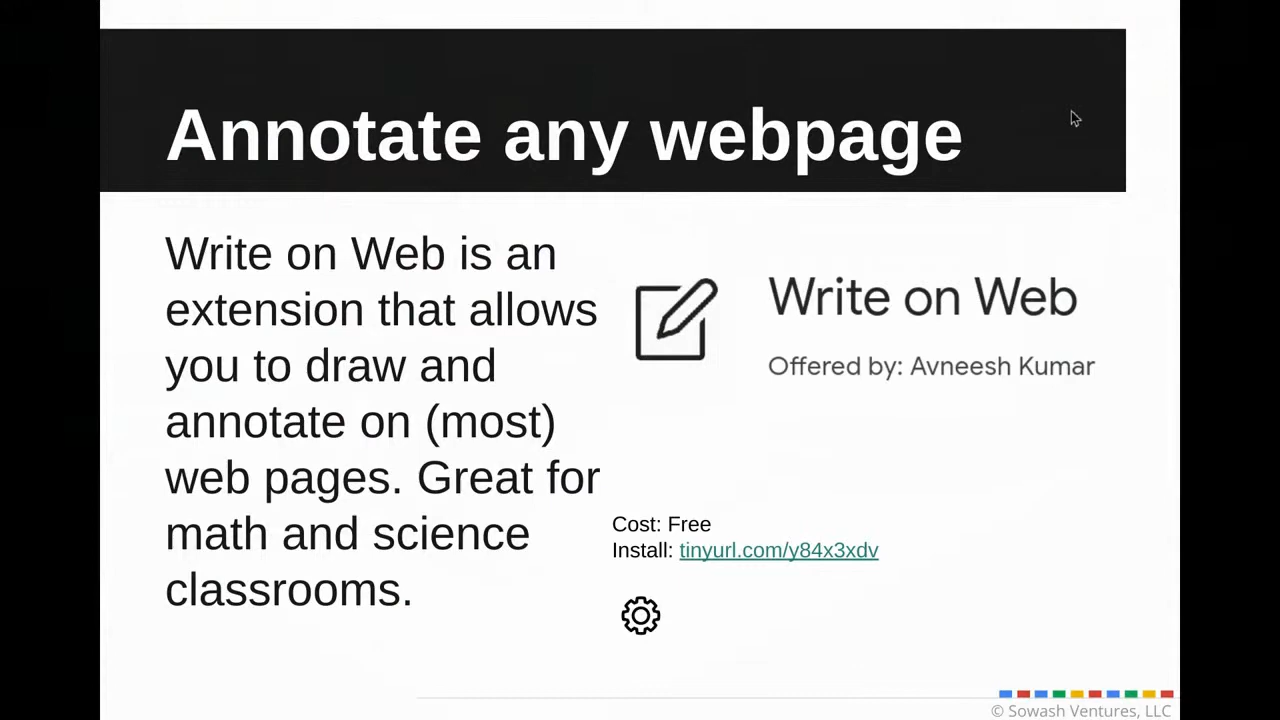 Annotate any webpage
Write on Web is an
extension that allows
you to draw and
annotate on (most)
web pages. Great for
math and science
classrooms.
Write on Web
Offered by: Avneesh Kumar
Cost: Free
Install: tinyurl.com/y84x3xdv
© Sowash Ventures, LLC